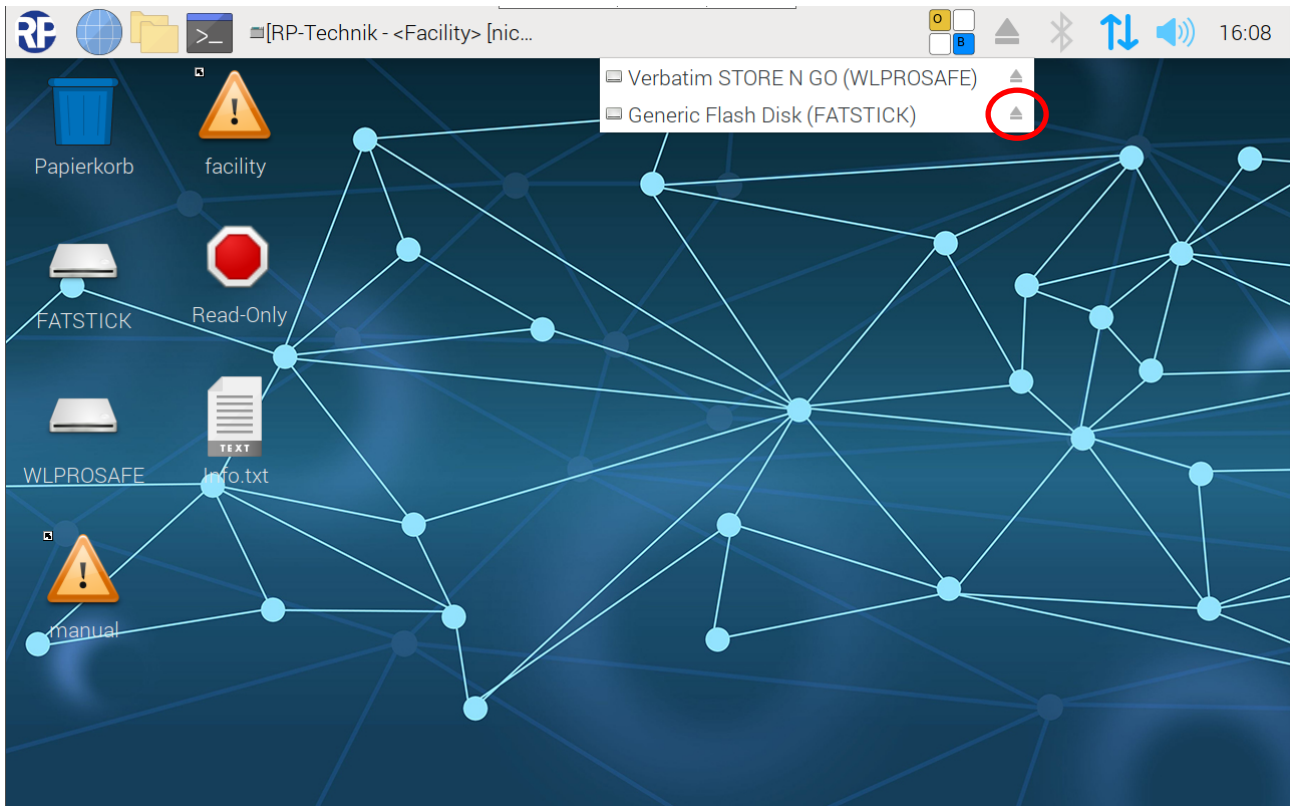 RP
>_
[RP-Technik - <Facility> [nic...
O
B
16:08
Verbatim STORE N GO (WLPROSAFE)
Generic Flash Disk (FATSTICK)
Papierkorb
facility
FATSTICK
Read-Only
TEXT
WLPROSAFE
Info.txt
manual